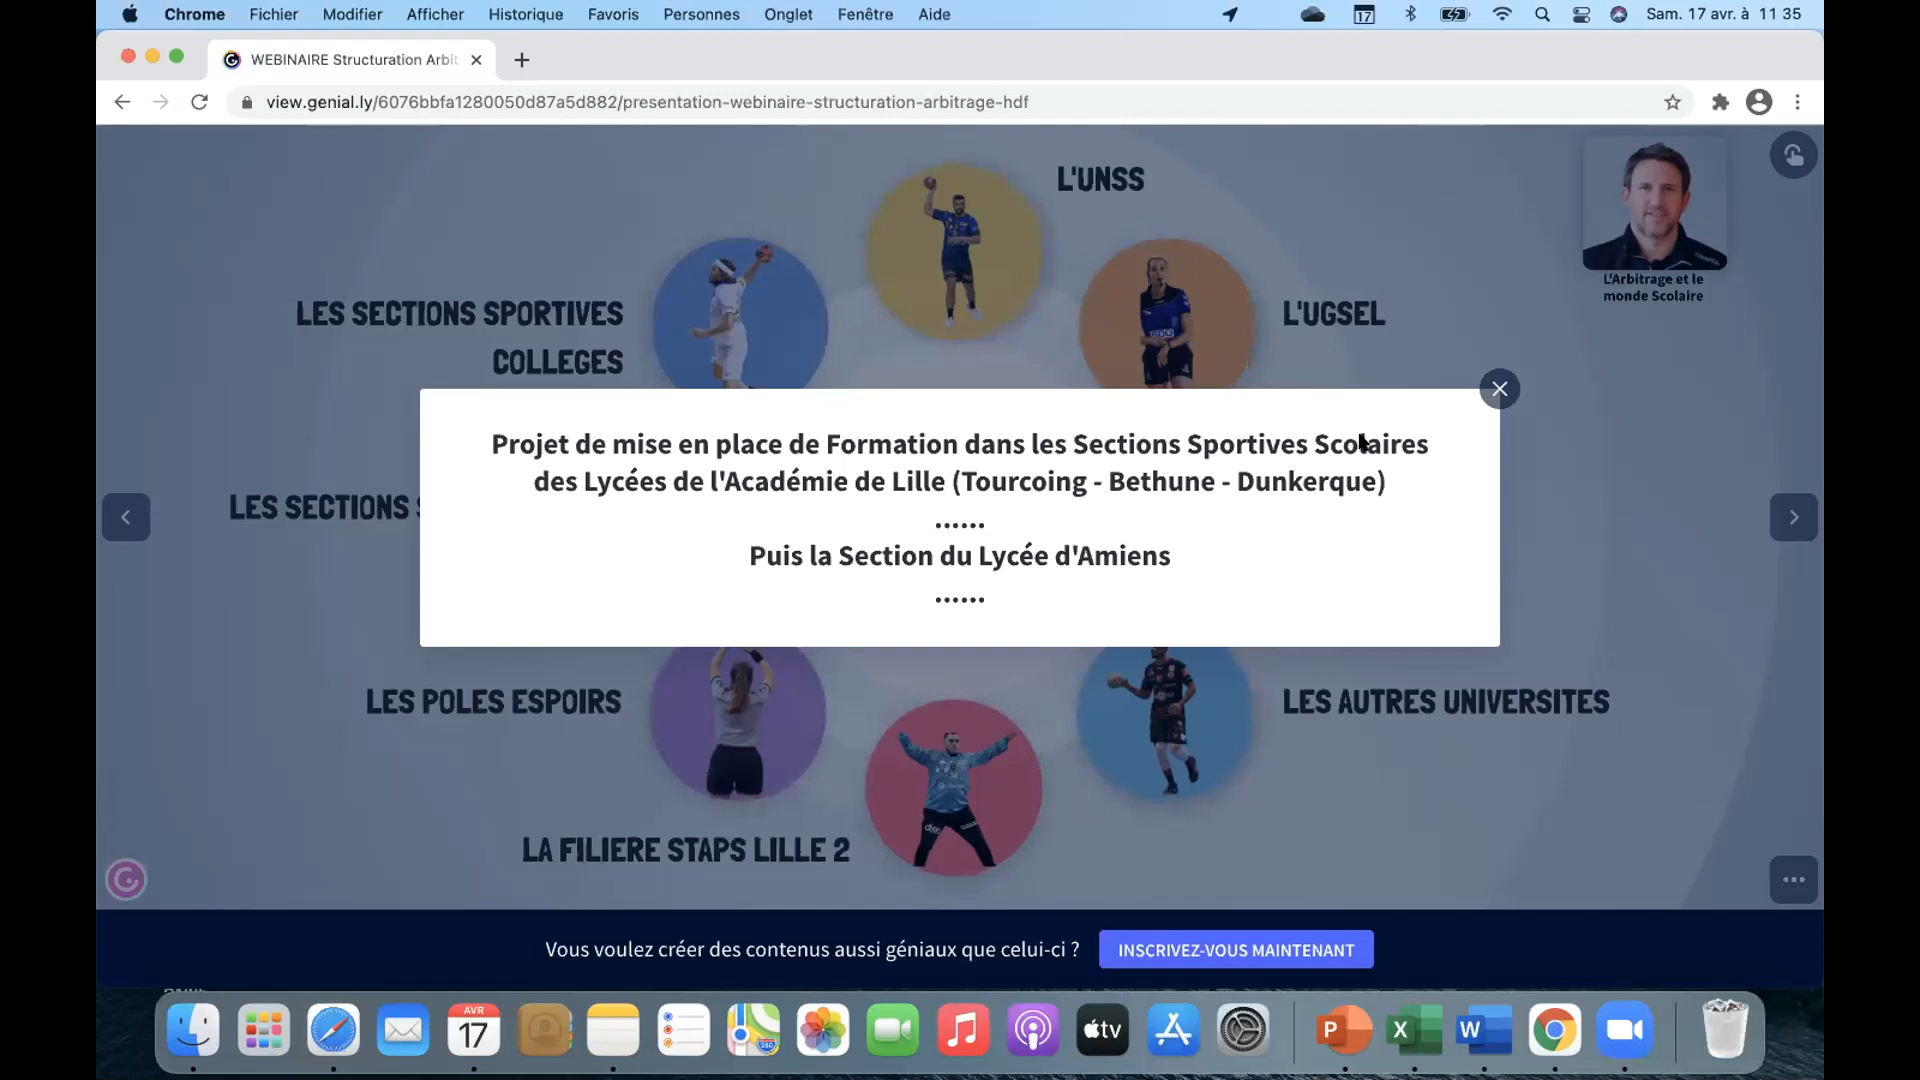 Chrome Fichier Modifier Afficher Historique Favoris Personnes Onglet Fenêtre Aide 17 Sam. 17 avr. à 11 35
WEBINAIRE Structuration Arbit
view.genial.ly/6076bbfa1280050d87a5d882/presentation-webinaire-structuration-arbitrage-hdf
L'UNSS
L'Arbitrage et le
monde Scolaire
LES SECTIONS SPORTIVES
COLLEGES
L'UGSEL
Projet de mise en place de Formation dans les Sections Sportives Scolaires
des Lycées de l'Académie de Lille (Tourcoing - Bethune - Dunkerque)
......
Puis la Section du Lycée d'Amiens
......
LES SECTIONS S
LES POLES ESPOIRS
LES AUTRES UNIVERSITES
LA FILIERE STAPS LILLE 2
Vous voulez créer des contenus aussi géniaux que celui-ci ? INSCRIVEZ-VOUS MAINTENANT
AVR
17
280
tv
P
X
W